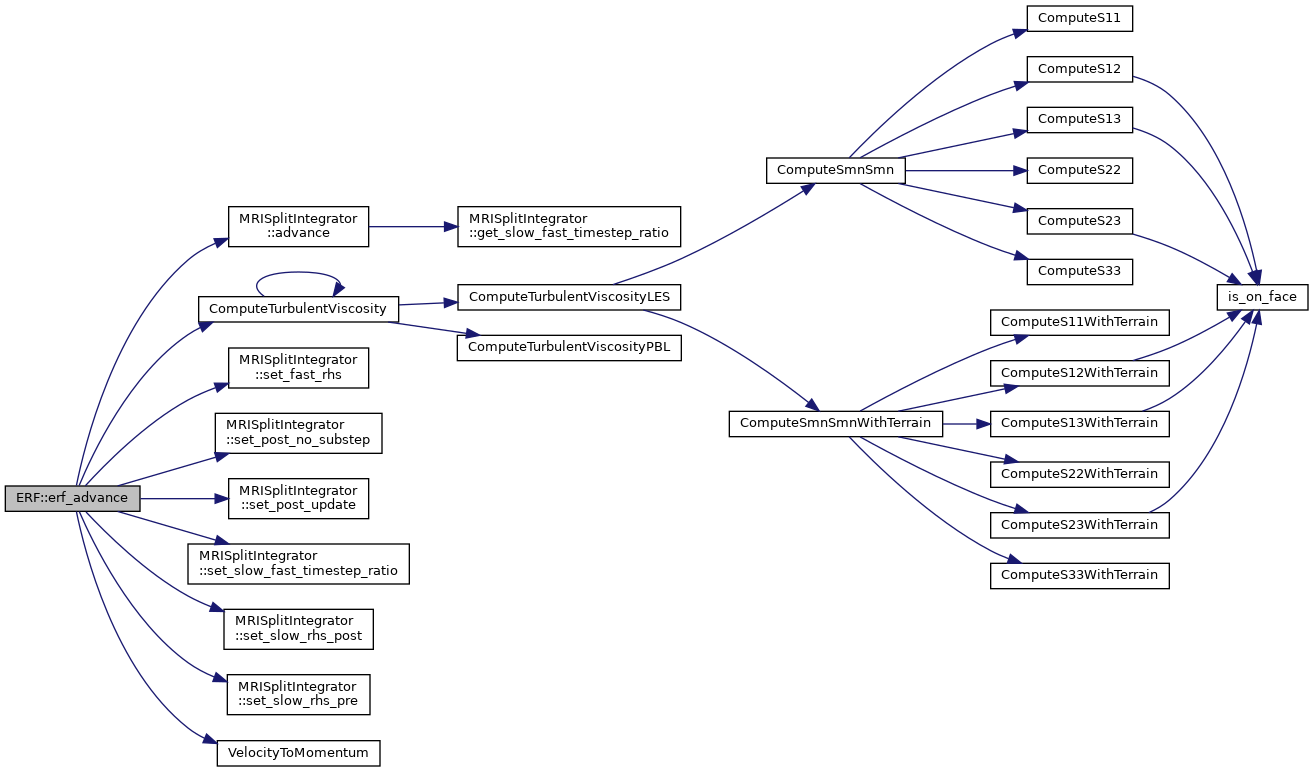 ERF::erf_advance
MRISplitIntegrator
::advance
ComputeTurbulentViscosity
MRISplitIntegrator
::set_fast_rhs
MRISplitIntegrator
::set_post_no_substep
MRISplitIntegrator
::set_post_update
MRISplitIntegrator
::set_slow_fast_timestep_ratio
MRISplitIntegrator
::set_slow_rhs_post
MRISplitIntegrator
::set_slow_rhs_pre
VelocityToMomentum
MRISplitIntegrator
::get_slow_fast_timestep_ratio
ComputeTurbulentViscosityLES
ComputeTurbulentViscosityPBL
ComputeSmnSmn
ComputeSmnSmnWithTerrain
ComputeS11
ComputeS12
ComputeS13
ComputeS22
ComputeS23
ComputeS33
ComputeS11WithTerrain
ComputeS12WithTerrain
ComputeS13WithTerrain
ComputeS22WithTerrain
ComputeS23WithTerrain
ComputeS33WithTerrain
is_on_face